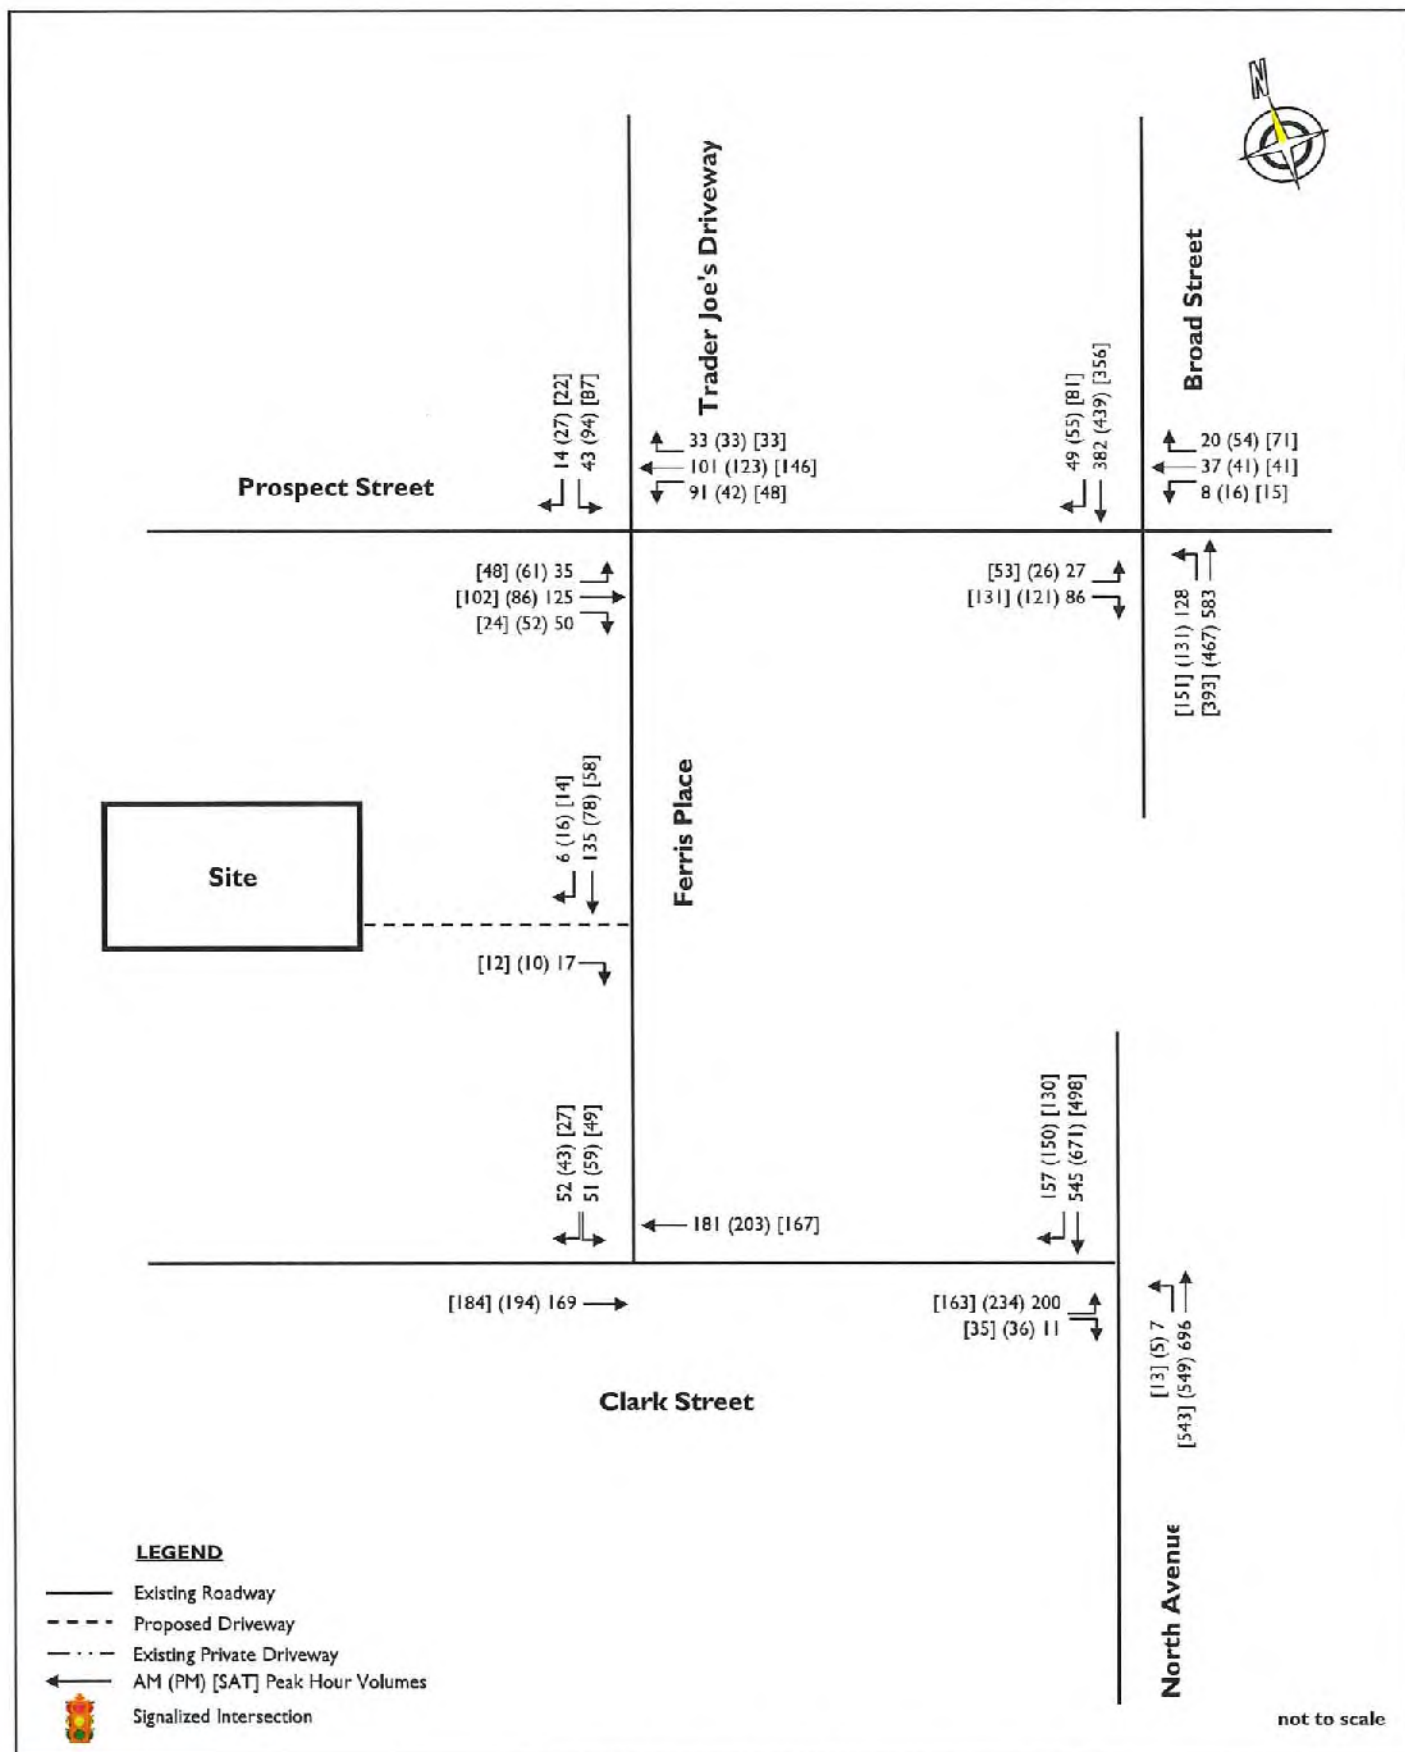 N
Trader Joe's Driveway
Broad Street
14 (27) [22]
43 (94) [87]
33 (33) [33]
101 (123) [146]
91 (42) [48]
49 (55) [81]
382 (439) [356]
20 (54) [71]
37 (41) [41]
8 (16) [15]
Prospect Street
[48] (61) 35
[102] (86) 125
[24] (52) 50
[53] (26) 27
[131] (121) 86
[151] (131) 128
[393] (467) 583
6 (16) [14]
135 (78) [58]
Ferris Place
Site
[12] (10) 17
52 (43) [27]
51 (59) [49]
181 (203) [167]
157 (150) [130]
545 (671) [498]
[184] (194) 169
[163] (234) 200
[35] (36) 11
[13] (5) 7
[543] (549) 696
Clark Street
North Avenue
LEGEND
Existing Roadway
Proposed Driveway
Existing Private Driveway
AM (PM) [SAT] Peak Hour Volumes
Signalized Intersection
not to scale